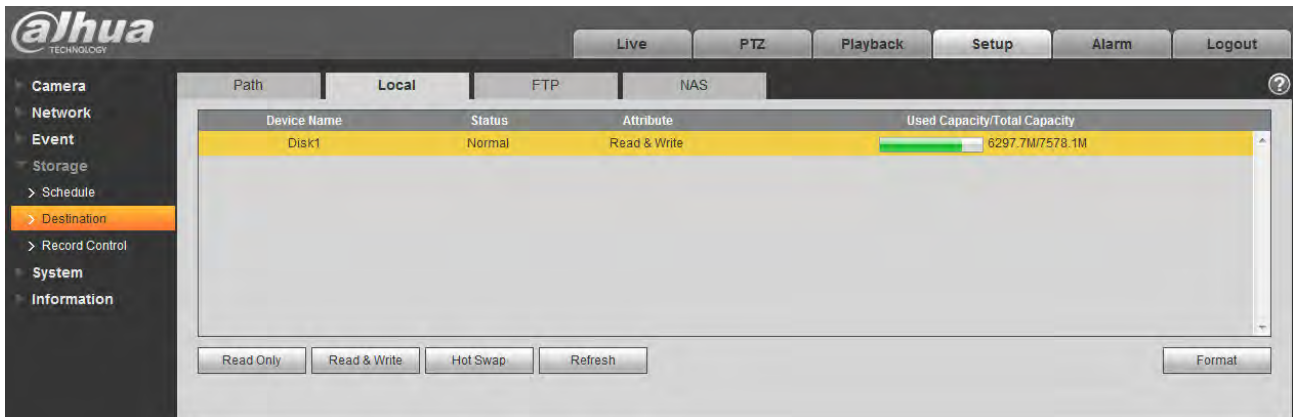 alhua
TECHNOLOGY
Live PTZ Playback Setup Alarm Logout
Camera
Network
Event
Storage
Schedule
Destination
Record Control
System
Information
Path Local FTP NAS
?
Device Name Status Attribute Used Capacity/Total Capacity
Disk1 Normal Read & Write 6297.7M/7578.1M
Read Only Read & Write Hot Swap Refresh Format